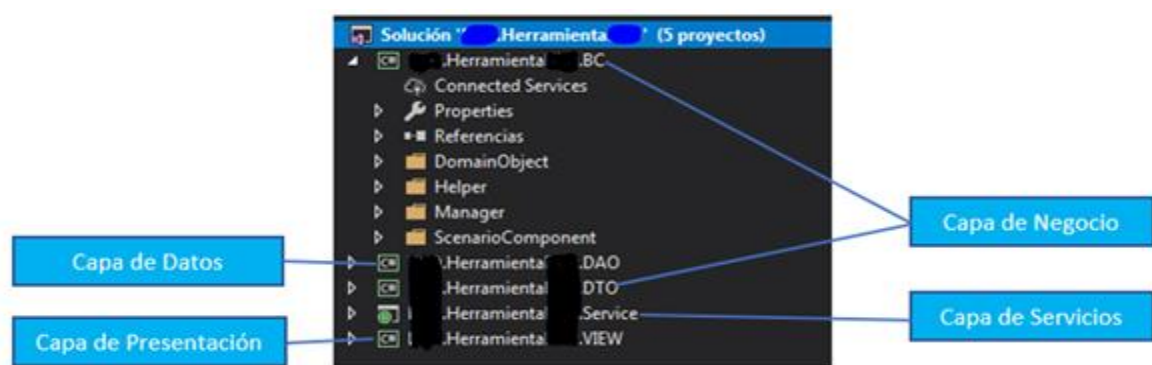 Solución ' .Herramienta. ' (5 proyectos)
.Herramienta .BC
Connected Services
Properties
Referencias
DomainObject
Helper
Manager
ScenarioComponent
.Herramienta .DAO
.Herramienta .DTO
.Herramienta .Service
.Herramienta .VIEW
Capa de Datos
Capa de Presentación
Capa de Negocio
Capa de Servicios